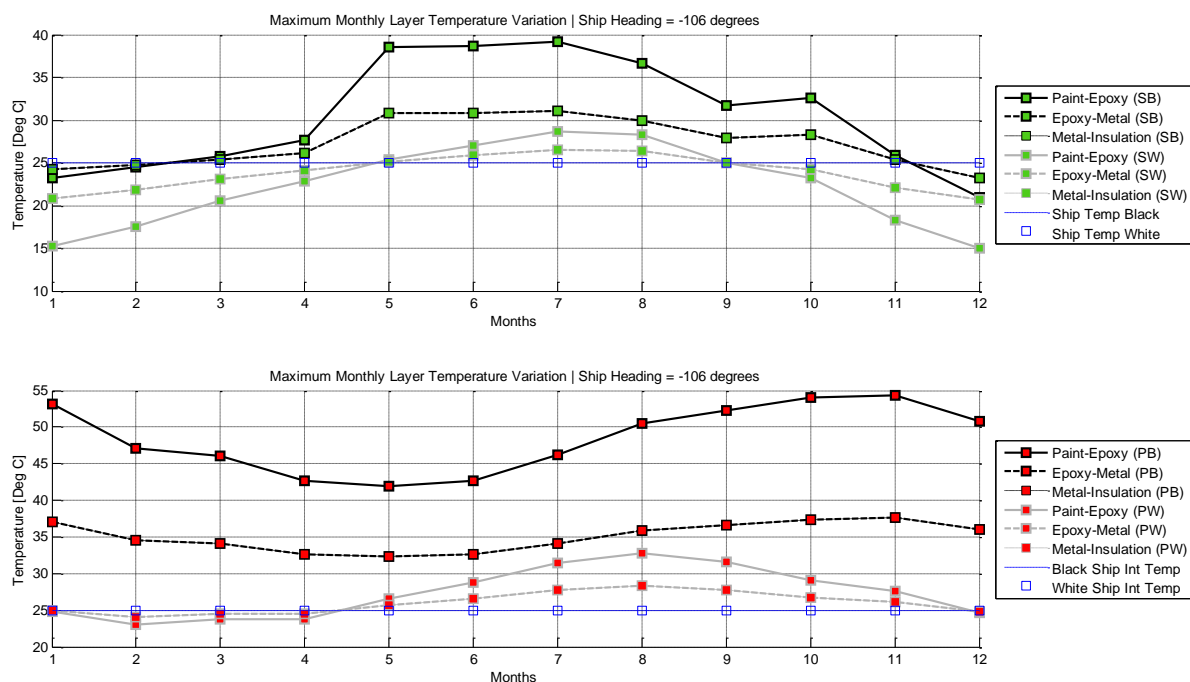 Maximum Monthly Layer Temperature Variation | Ship Heading = -106 degrees
40
35
30
25
20
15
10
Temperature [Deg C]
1 2 3 4 5 6 7 8 9 10 11 12
Months
Paint-Epoxy (SB)
Epoxy-Metal (SB)
Metal-Insulation (SB)
Paint-Epoxy (SW)
Epoxy-Metal (SW)
Metal-Insulation (SW)
Ship Temp Black
Ship Temp White
Maximum Monthly Layer Temperature Variation | Ship Heading = -106 degrees
55
50
45
40
35
30
25
20
Temperature [Deg C]
1 2 3 4 5 6 7 8 9 10 11 12
Months
Paint-Epoxy (PB)
Epoxy-Metal (PB)
Metal-Insulation (PB)
Paint-Epoxy (PW)
Epoxy-Metal (PW)
Metal-Insulation (PW)
Black Ship Int Temp
White Ship Int Temp